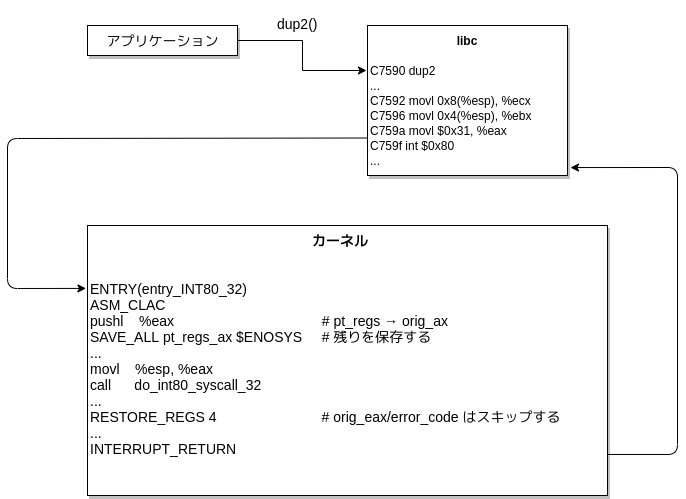 dup2()
アプリケーション
libc
C7590 dup2
...
C7592 movl 0x8(%esp), %ecx
C7596 movl 0x4(%esp), %ebx
C759a movl $0x31, %eax
C759f int $0x80
...
カーネル
ENTRY(entry_INT80_32)
ASM_CLAC
pushl %eax # pt_regs → orig_ax
SAVE_ALL pt_regs_ax $ENOSYS # 残りを保存する
...
movl %esp, %eax
call do_int80_syscall_32
...
RESTORE_REGS 4 # orig_eax/error_code はスキップする
...
INTERRUPT_RETURN